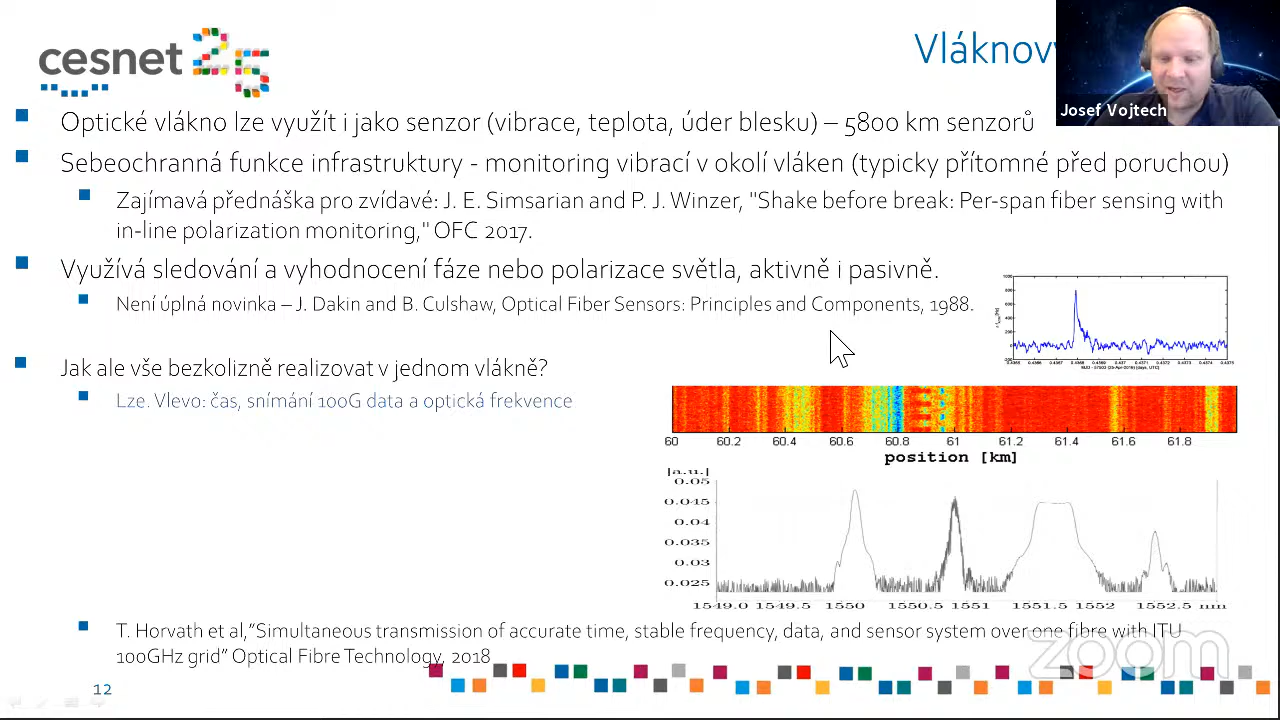 cesnet 25
Josef Vojtech
Optické vlákno lze využít i jako senzor (vibrace, teplota, úder blesku) – 5800 km senzorů
Sebeochranná funkce infrastruktury - monitoring vibrací v okolí vláken (typicky přítomné před poruchou)
Zajímavá přednáška pro zvídavé: J. E. Simsarian and P. J. Winzer, "Shake before break: Per-span fiber sensing with
in-line polarization monitoring," OFC 2017.
Využívá sledování a vyhodnocení fáze nebo polarizace světla, aktivně i pasivně.
Není úplná novinka – J. Dakin and B. Culshaw, Optical Fiber Sensors: Principles and Components, 1988.
Jak ale vše bezkolizně realizovat v jednom vlákně?
Lze. Vlevo: čas, snímání 100G data a optická frekvence
60 60.2 60.4 60.6 60.8 61 61.2 61.4 61.6 61.8
position [km]
[a.u.]
0.05
0.045
0.04
0.035
0.03
0.025
1549.0 1549.5 1550 1550.5 1551 1551.5 1552 1552.5 nm
T. Horvath et al,"Simultaneous transmission of accurate time, stable frequency, data, and sensor system over one fibre with ITU
100GHz grid" Optical Fibre Technology, 2018
zoom
12